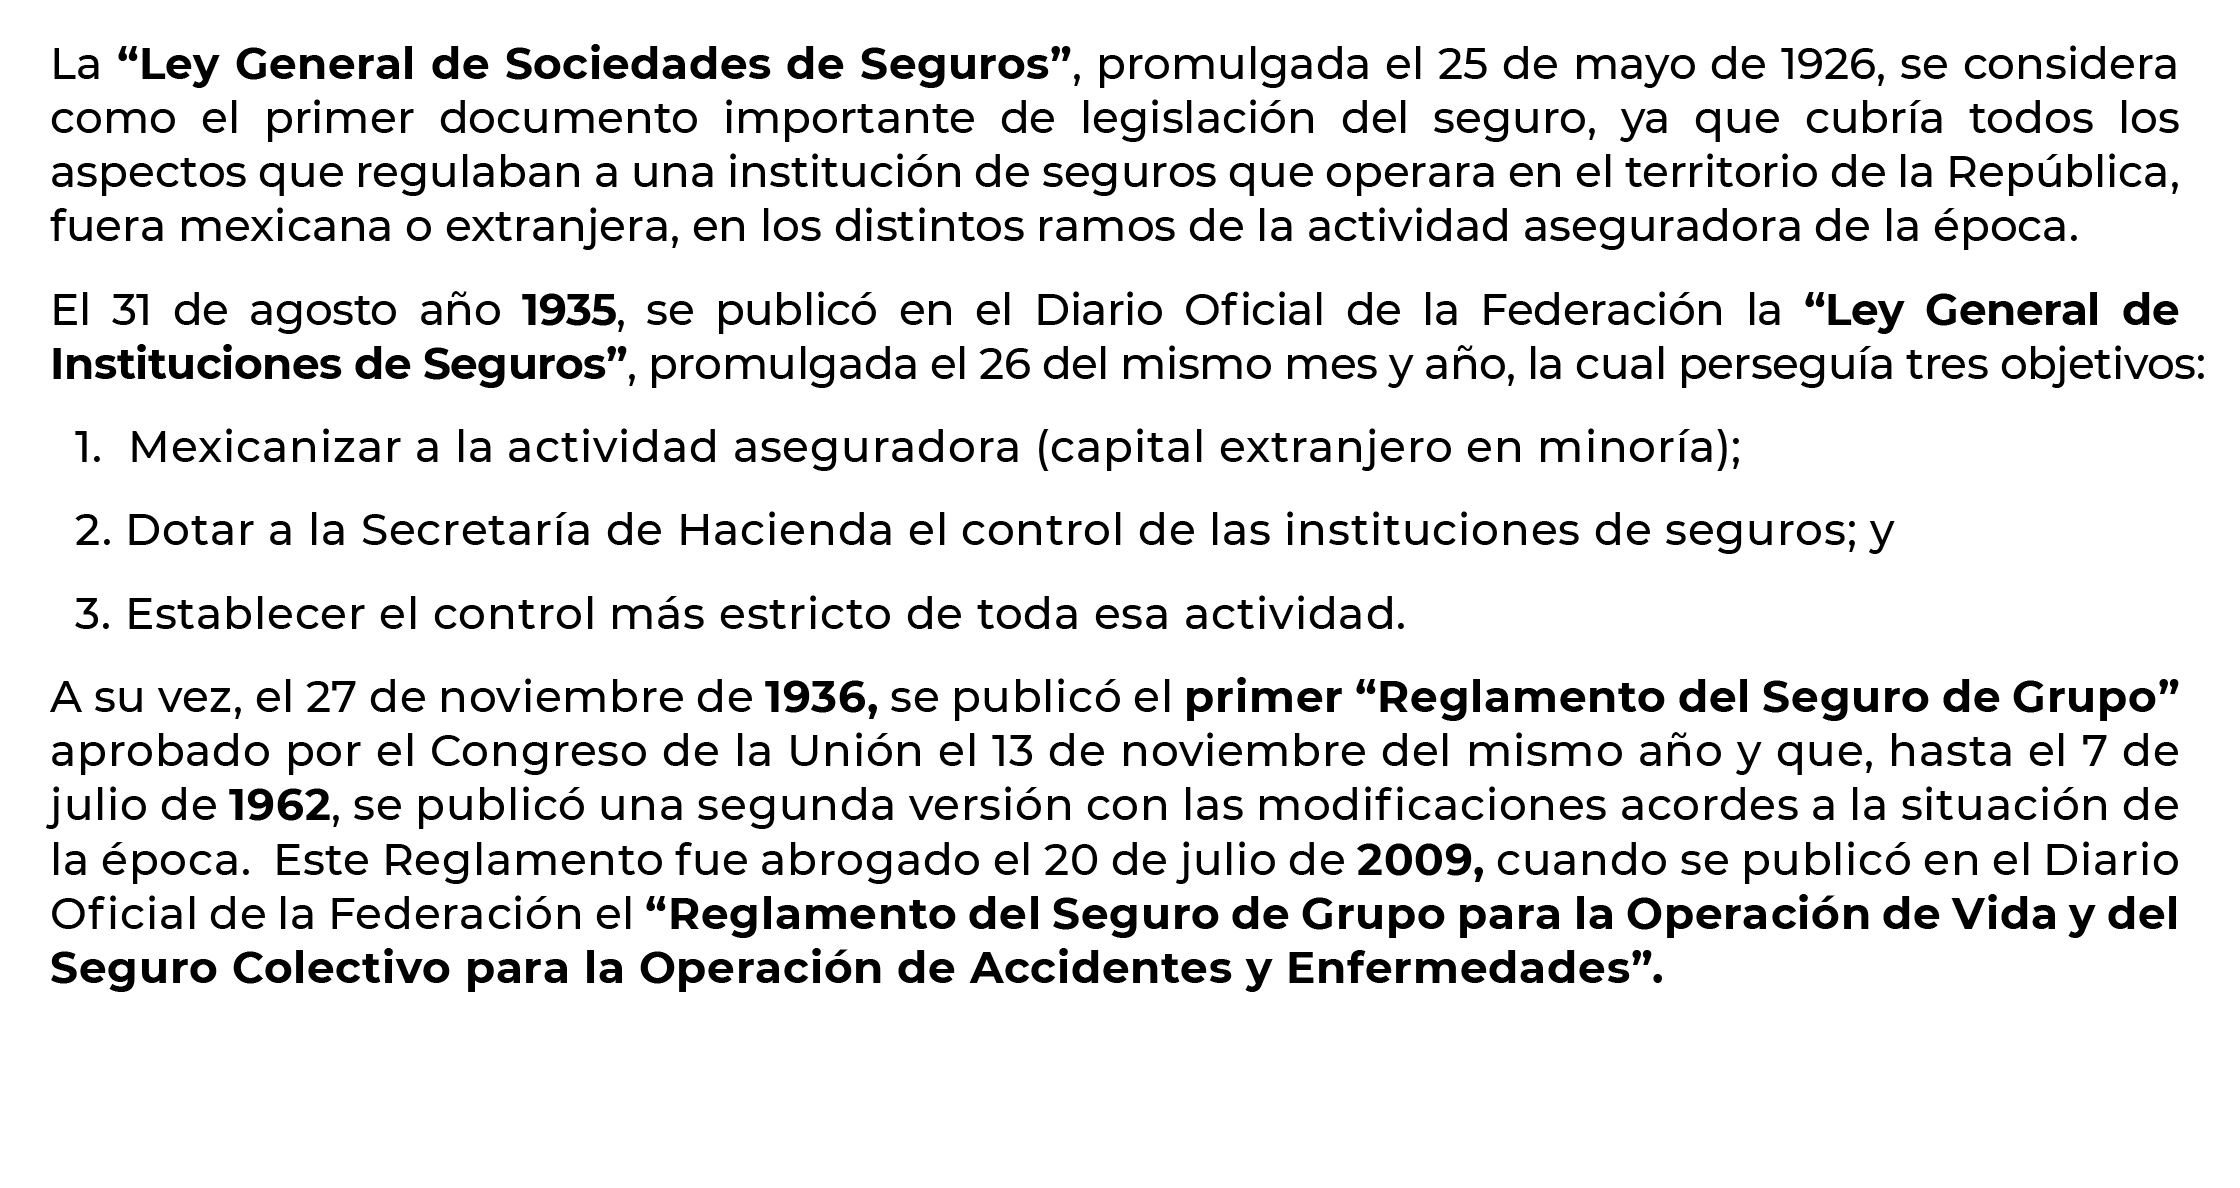 La “Ley General de Sociedades de Seguros”, promulgada el 25 de mayo de 1926, se considera
como el primer documento importante de legislación del seguro, ya que cubría todos los
aspectos que regulaban a una institución de seguros que operara en el territorio de la República,
fuera mexicana o extranjera, en los distintos ramos de la actividad aseguradora de la época.
El 31 de agosto año 1935, se publicó en el Diario Oficial de la Federación la “Ley General de
Instituciones de Seguros”, promulgada el 26 del mismo mes y año, la cual perseguía tres objetivos:
1. Mexicanizar a la actividad aseguradora (capital extranjero en minoría);
2. Dotar a la Secretaría de Hacienda el control de las instituciones de seguros; y
3. Establecer el control más estricto de toda esa actividad.
A su vez, el 27 de noviembre de 1936, se publicó el primer “Reglamento del Seguro de Grupo”
aprobado por el Congreso de la Unión el 13 de noviembre del mismo año y que, hasta el 7 de
julio de 1962, se publicó una segunda versión con las modificaciones acordes a la situación de
la época. Este Reglamento fue abrogado el 20 de julio de 2009, cuando se publicó en el Diario
Oficial de la Federación el “Reglamento del Seguro de Grupo para la Operación de Vida y del
Seguro Colectivo para la Operación de Accidentes y Enfermedades”.